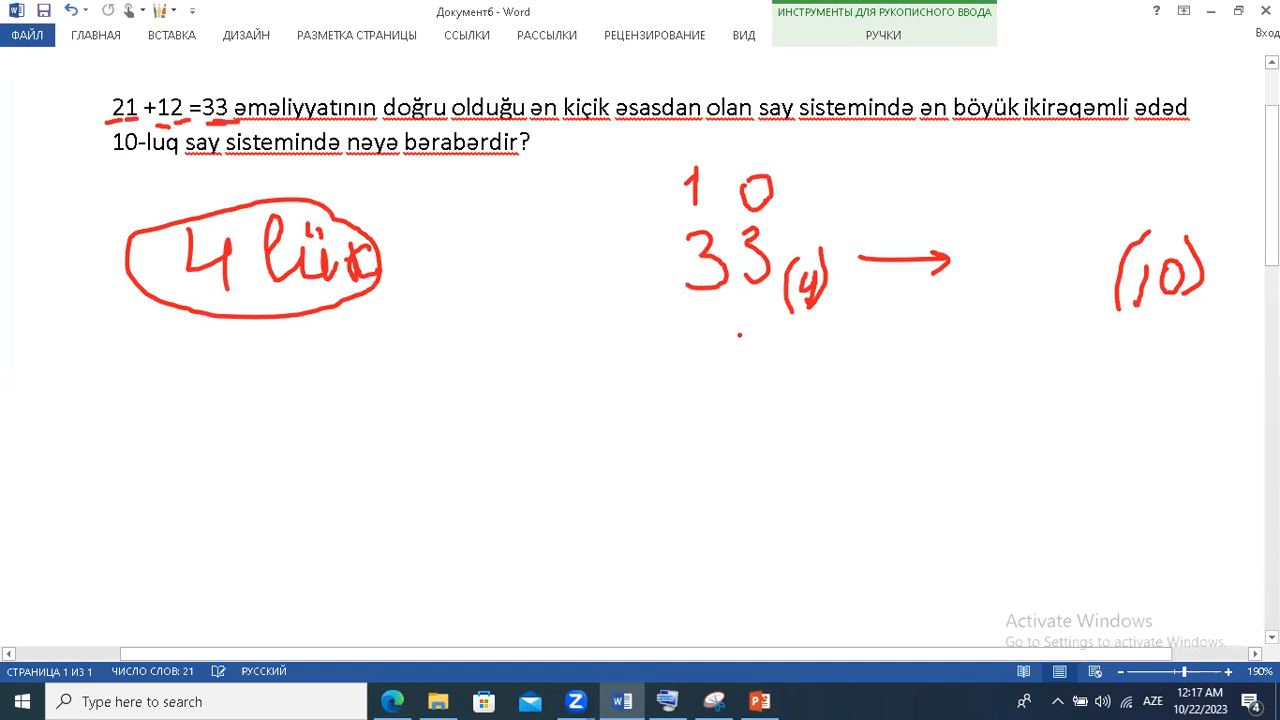 Документ6 - Word
ИНСТРУМЕНТЫ ДЛЯ РУКОПИСНОГО ВВОДА
?
Вход
ФАЙЛ ГЛАВНАЯ ВСТАВКА ДИЗАЙН РАЗМЕТКА СТРАНИЦЫ ССЫЛКИ РАССЫЛКИ РЕЦЕНЗИРОВАНИЕ ВИД РУЧКИ
21 +12 =33 əməliyyatının doğru olduğu ən kiçik əsasdan olan say sistemində ən böyük ikirəqəmli ədəd
10-luq say sistemində nəyə bərabərdir?
1 0
4 lük
33(4) → (10)
Activate Windows
Go to Settings to activate Windows.
СТРАНИЦА 1 ИЗ 1 ЧИСЛО СЛОВ: 21 РУССКИЙ 190%
Type here to search
AZE
12:17 AM
10/22/2023
4